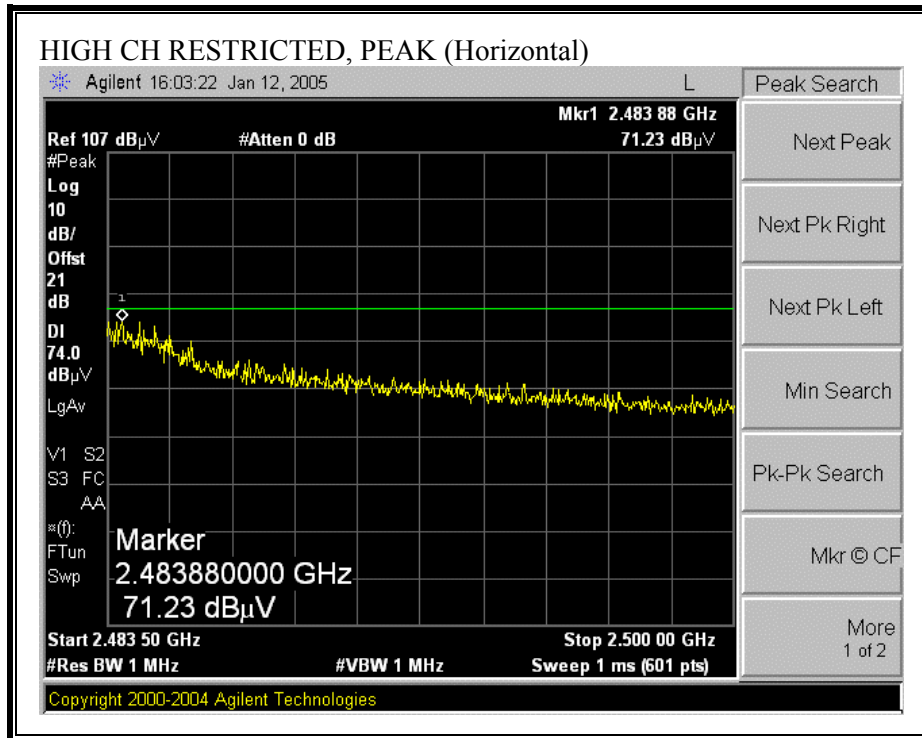 HIGH CH RESTRICTED, PEAK (Horizontal)
Agilent 16:03:22 Jan 12, 2005 L
Peak Search
Mkr1 2.483 88 GHz
Ref 107 dBµV #Atten 0 dB 71.23 dBµV
#Peak
Log
10
dB/
Offst
21
dB
1
DI
74.0
dBµV
LgAv
V1 S2
S3 FC
AA
¤(f):
FTun
Swp
Marker
2.483880000 GHz
71.23 dBµV
Start 2.483 50 GHz Stop 2.500 00 GHz
#Res BW 1 MHz #VBW 1 MHz Sweep 1 ms (601 pts)
Copyright 2000-2004 Agilent Technologies
Next Peak
Next Pk Right
Next Pk Left
Min Search
Pk-Pk Search
Mkr © CF
More
1 of 2